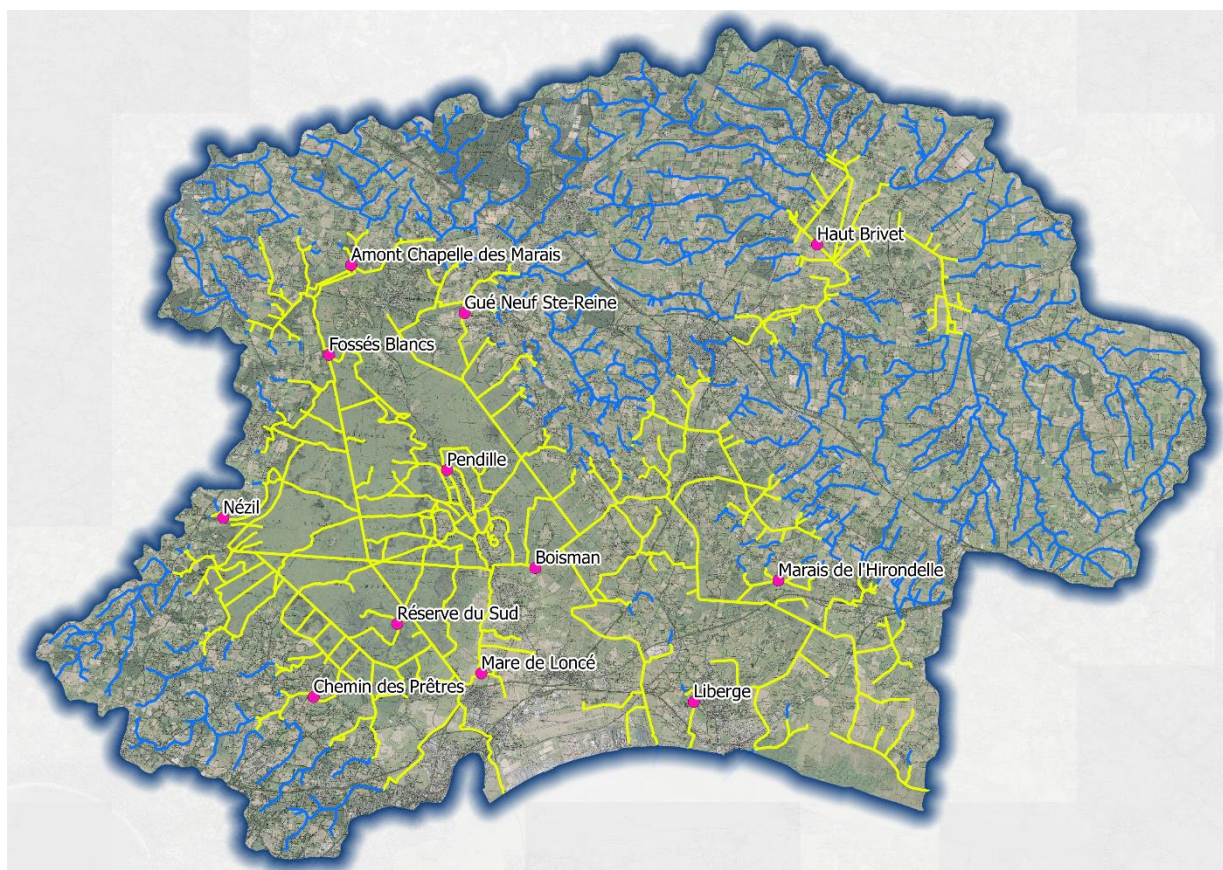 Haut Brivet
Amont Chapelle des Marais
Gué Neuf Ste-Reine
Fossés Blancs
Pendille
Nézil
Boisman
Marais de l'Hirondelle
Réserve du Sud
Mare de Loncé
Chemin des Prêtres
Liberge